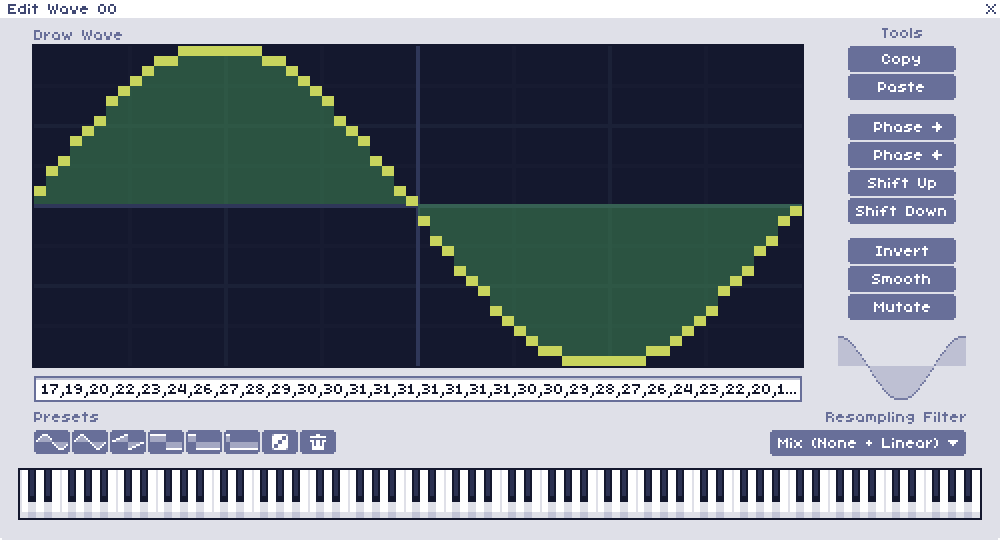 Edit Wave 00
Draw Wave
Tools
Copy
Paste
Phase →
Phase ←
Shift Up
Shift Down
Invert
Smooth
Mutate
17,19,20,22,23,24,26,27,28,29,30,30,31,31,31,31,31,31,31,30,30,29,28,27,26,24,23,22,20,1...
Presets
Resampling Filter
Mix (None + Linear)